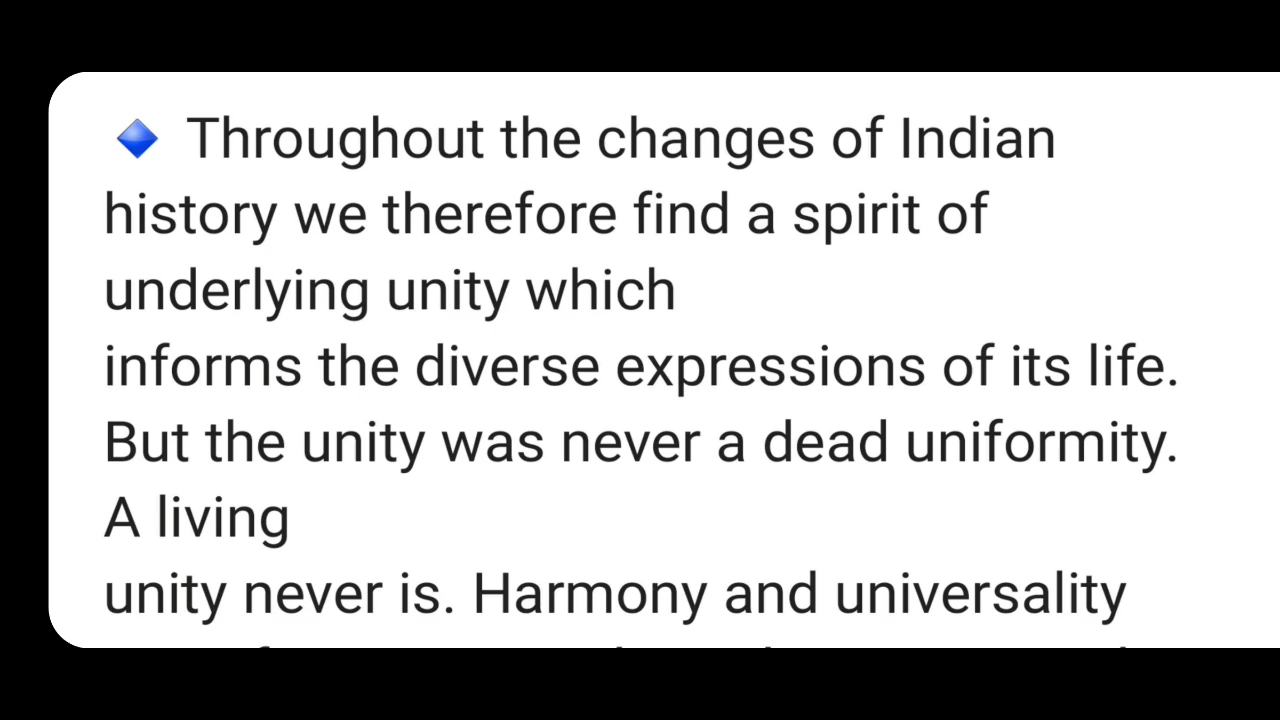 🔹 Throughout the changes of Indian
history we therefore find a spirit of
underlying unity which
informs the diverse expressions of its life.
But the unity was never a dead uniformity.
A living
unity never is. Harmony and universality